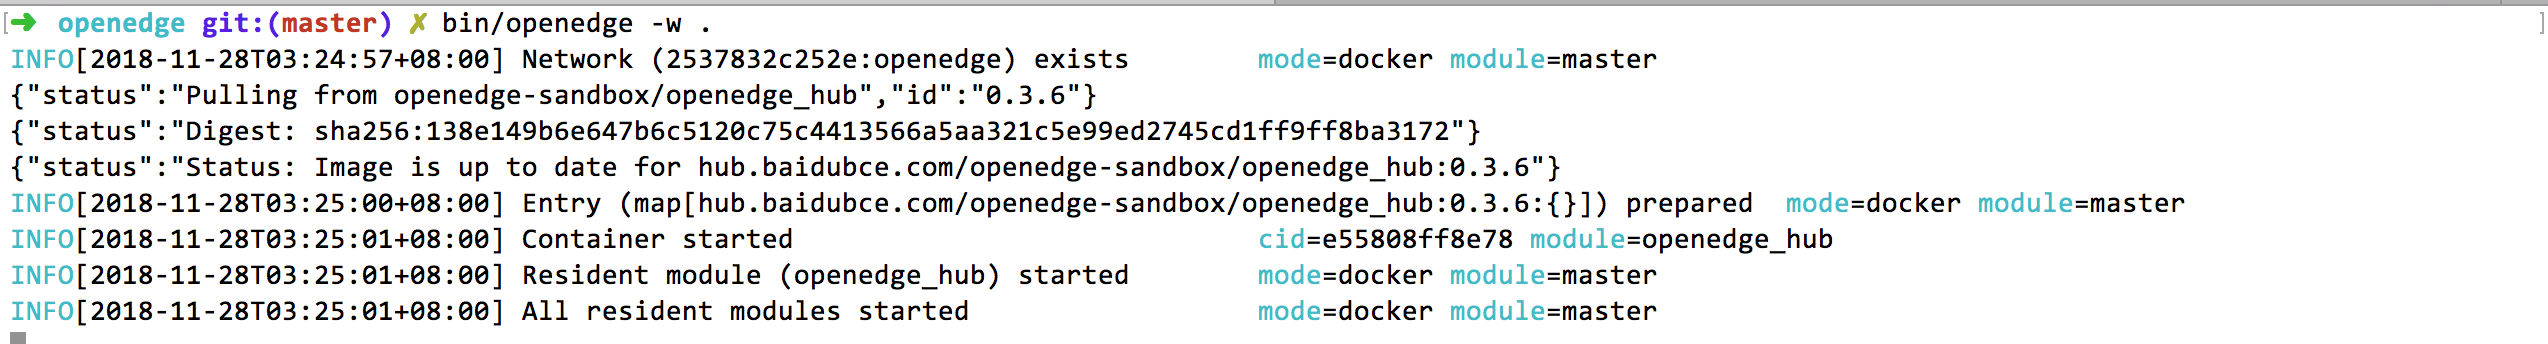 ➜ openedge git:(master) ✗ bin/openedge -w .
INFO[2018-11-28T03:24:57+08:00] Network (2537832c252e:openedge) exists        mode=docker module=master
{"status":"Pulling from openedge-sandbox/openedge_hub","id":"0.3.6"}
{"status":"Digest: sha256:138e149b6e647b6c5120c75c4413566a5aa321c5e99ed2745cd1ff9ff8ba3172"}
{"status":"Status: Image is up to date for hub.baidubce.com/openedge-sandbox/openedge_hub:0.3.6"}
INFO[2018-11-28T03:25:00+08:00] Entry (map[hub.baidubce.com/openedge-sandbox/openedge_hub:0.3.6:{}]) prepared  mode=docker module=master
INFO[2018-11-28T03:25:01+08:00] Container started                             cid=e55808ff8e78 module=openedge_hub
INFO[2018-11-28T03:25:01+08:00] Resident module (openedge_hub) started        mode=docker module=master
INFO[2018-11-28T03:25:01+08:00] All resident modules started                  mode=docker module=master